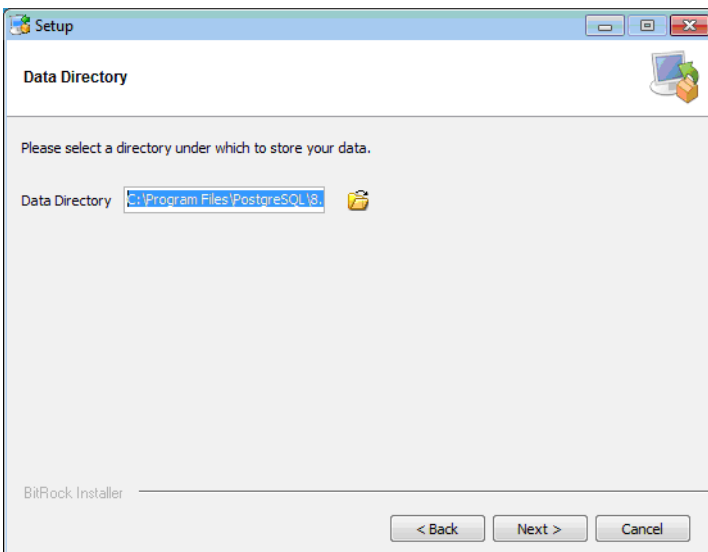 Setup
Data Directory
Please select a directory under which to store your data.
Data Directory C:\Program Files\PostgreSQL\8.
BitRock Installer
< Back Next > Cancel